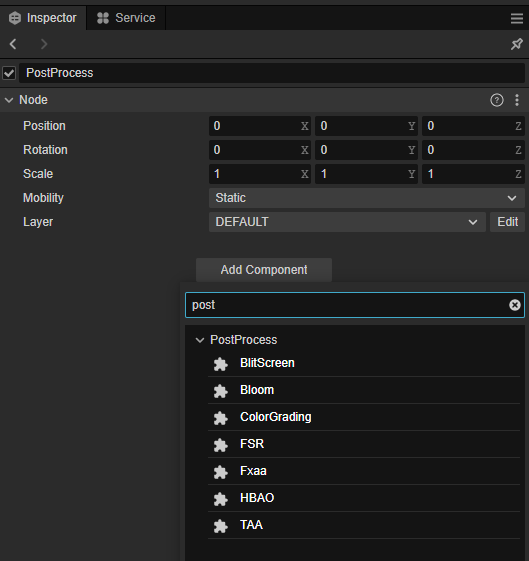 Inspector Service
PostProcess
Node
Position 0 X 0 Y 0 Z
Rotation 0 X 0 Y 0 Z
Scale 1 X 1 Y 1 Z
Mobility Static
Layer DEFAULT Edit
Add Component
post
PostProcess
BlitScreen
Bloom
ColorGrading
FSR
Fxaa
HBAO
TAA